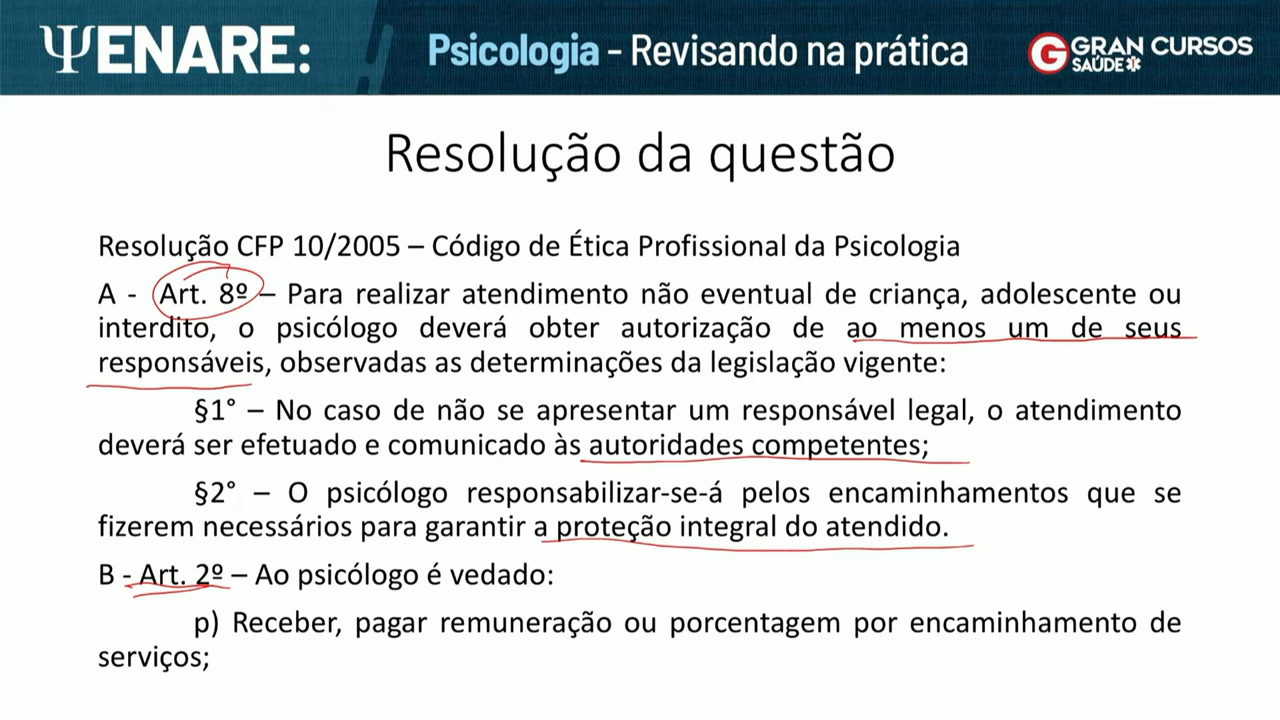 ΨENARE:
Psicologia - Revisando na prática
G GRAN CURSOS
SAÚDE
Resolução da questão
Resolução CFP 10/2005 – Código de Ética Profissional da Psicologia
A - Art. 8º – Para realizar atendimento não eventual de criança, adolescente ou
interdito, o psicólogo deverá obter autorização de ao menos um de seus
responsáveis, observadas as determinações da legislação vigente:
§1° – No caso de não se apresentar um responsável legal, o atendimento
deverá ser efetuado e comunicado às autoridades competentes;
§2° – O psicólogo responsabilizar-se-á pelos encaminhamentos que se
fizerem necessários para garantir a proteção integral do atendido.
B - Art. 2º – Ao psicólogo é vedado:
p) Receber, pagar remuneração ou porcentagem por encaminhamento de
serviços;